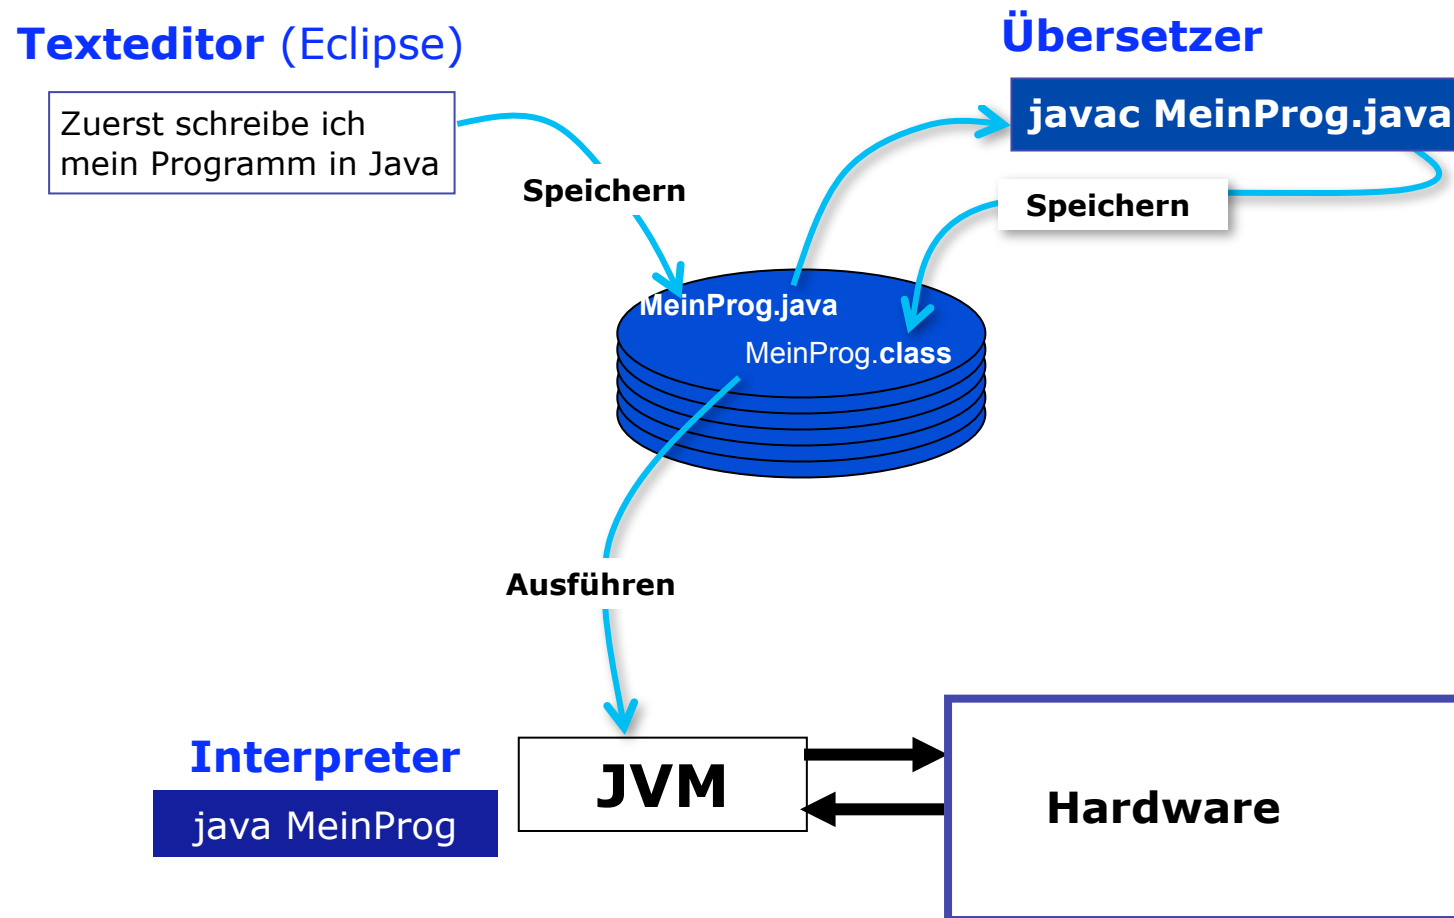 Texteditor (Eclipse)
Zuerst schreibe ich
mein Programm in Java
Speichern
Übersetzer
javac MeinProg.java
Speichern
MeinProg.java
MeinProg.class
Ausführen
Interpreter
java MeinProg
JVM
Hardware